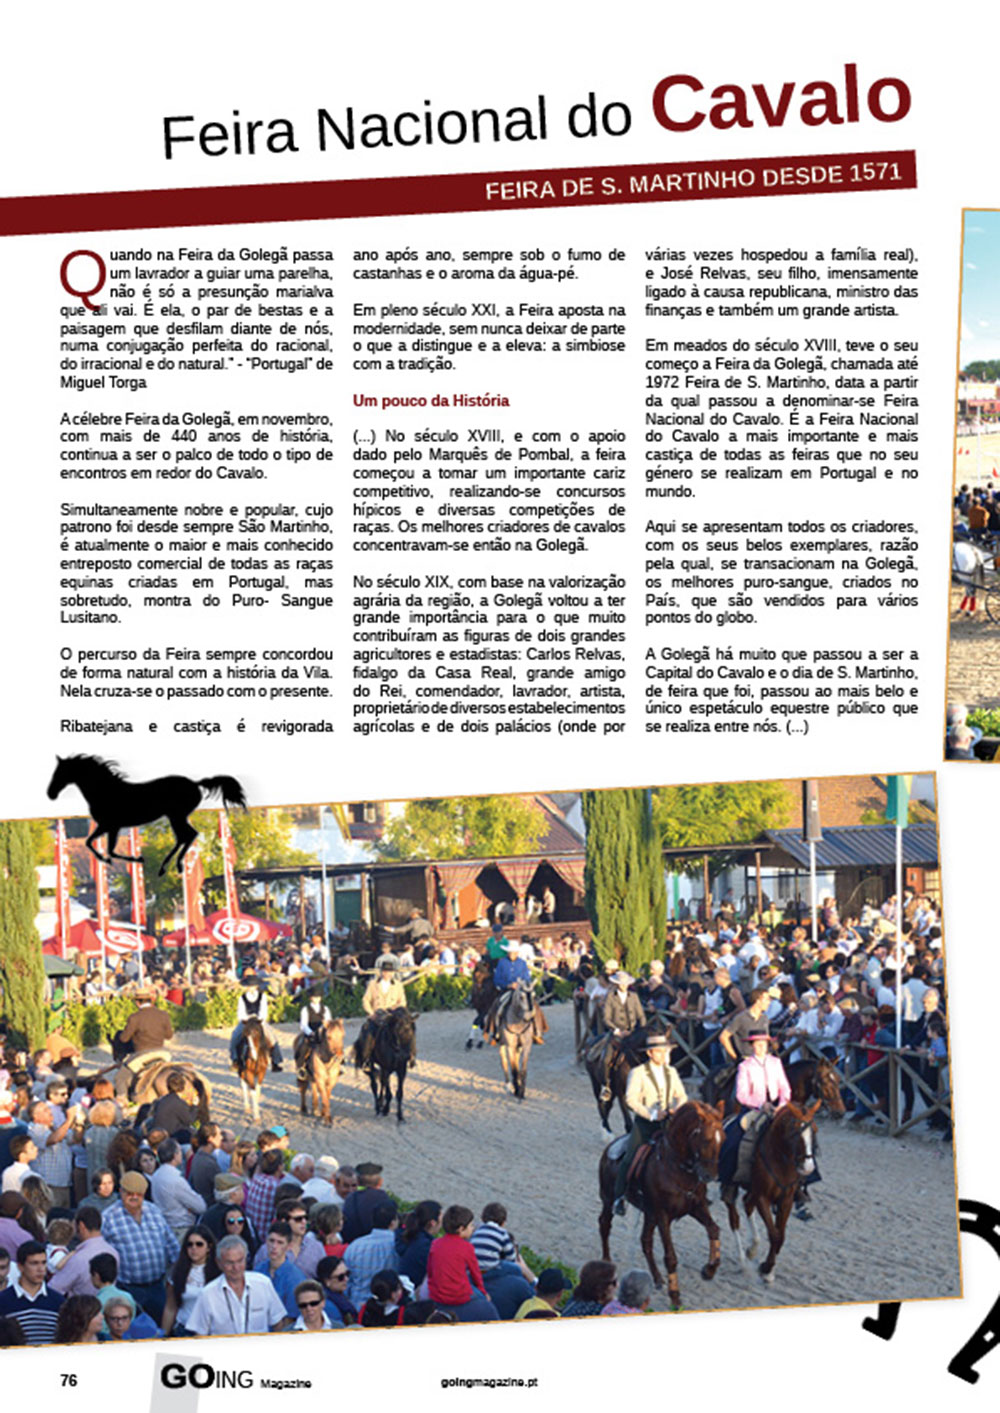 Feira Nacional do Cavalo
FEIRA DE S. MARTINHO DESDE 1571
Quando na Feira da Golegã passa
um lavrador a guiar uma parelha,
não é só a presunção marialva
que ali vai. É ela, o par de bestas e a
paisagem que desfilam diante de nós,
numa conjugação perfeita do racional,
do irracional e do natural.” - “Portugal” de
Miguel Torga
A célebre Feira da Golegã, em novembro,
com mais de 440 anos de história,
continua a ser o palco de todo o tipo de
encontros em redor do Cavalo.
Simultaneamente nobre e popular, cujo
patrono foi desde sempre São Martinho,
é atualmente o maior e mais conhecido
entreposto comercial de todas as raças
equinas criadas em Portugal, mas
sobretudo, montra do Puro- Sangue
Lusitano.
O percurso da Feira sempre concordou
de forma natural com a história da Vila.
Nela cruza-se o passado com o presente.
Ribatejana e castiça é revigorada
ano após ano, sempre sob o fumo de
castanhas e o aroma da água-pé.
Em pleno século XXI, a Feira aposta na
modernidade, sem nunca deixar de parte
o que a distingue e a eleva: a simbiose
com a tradição.
Um pouco da História
(...) No século XVIII, e com o apoio
dado pelo Marquês de Pombal, a feira
começou a tomar um importante cariz
competitivo, realizando-se concursos
hípicos e diversas competições de
raças. Os melhores criadores de cavalos
concentravam-se então na Golegã.
No século XIX, com base na valorização
agrária da região, a Golegã voltou a ter
grande importância para o que muito
contribuíram as figuras de dois grandes
agricultores e estadistas: Carlos Relvas,
fidalgo da Casa Real, grande amigo
do Rei, comendador, lavrador, artista,
proprietário de diversos estabelecimentos
agrícolas e de dois palácios (onde por
várias vezes hospedou a família real),
e José Relvas, seu filho, imensamente
ligado à causa republicana, ministro das
finanças e também um grande artista.
Em meados do século XVIII, teve o seu
começo a Feira da Golegã, chamada até
1972 Feira de S. Martinho, data a partir
da qual passou a denominar-se Feira
Nacional do Cavalo. É a Feira Nacional
do Cavalo a mais importante e mais
castiça de todas as feiras que no seu
género se realizam em Portugal e no
mundo.
Aqui se apresentam todos os criadores,
com os seus belos exemplares, razão
pela qual, se transacionam na Golegã,
os melhores puro-sangue, criados no
País, que são vendidos para vários
pontos do globo.
A Golegã há muito que passou a ser a
Capital do Cavalo e o dia de S. Martinho,
de feira que foi, passou ao mais belo e
único espetáculo equestre público que
se realiza entre nós. (...)
76
GOING Magazine
goingmagazine.pt